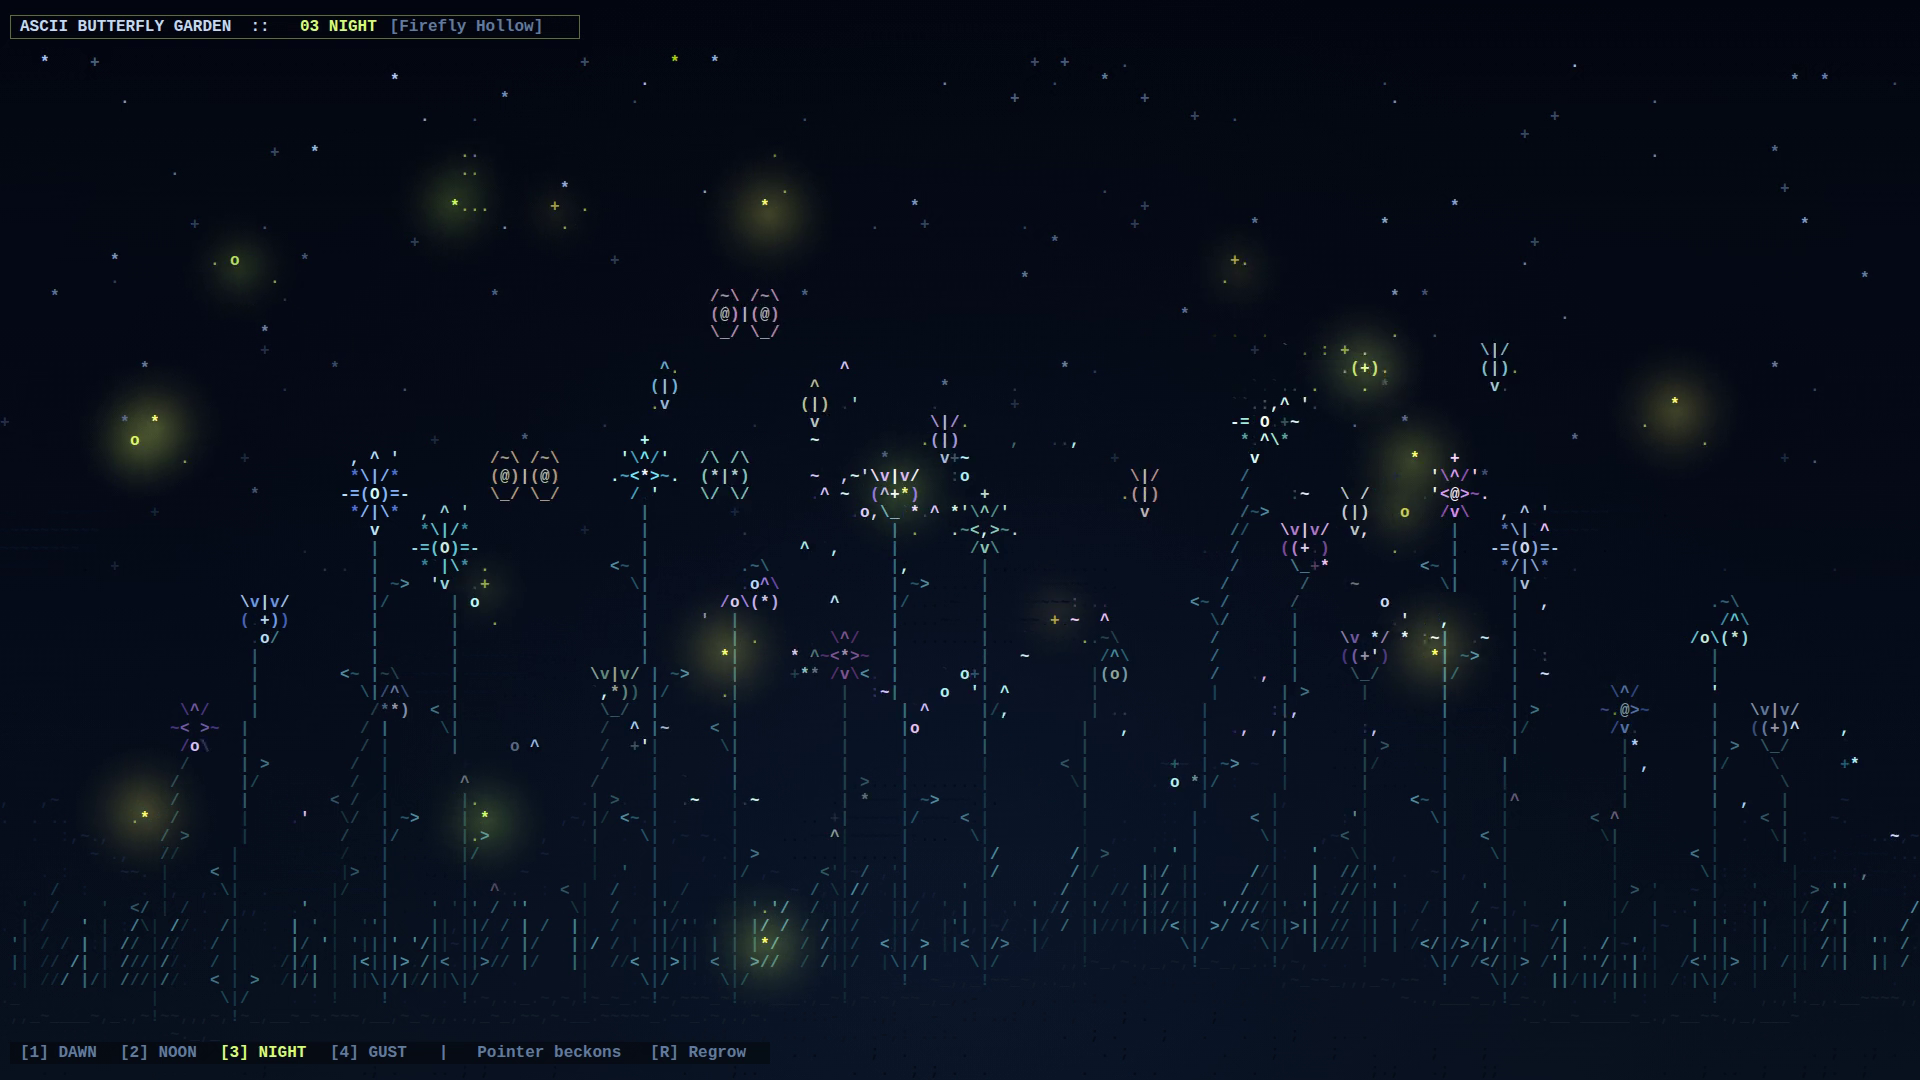 ASCII BUTTERFLY GARDEN :: 03 NIGHT [Firefly Hollow]
[1] DAWN [2] NOON [3] NIGHT [4] GUST | Pointer beckons [R] Regrow